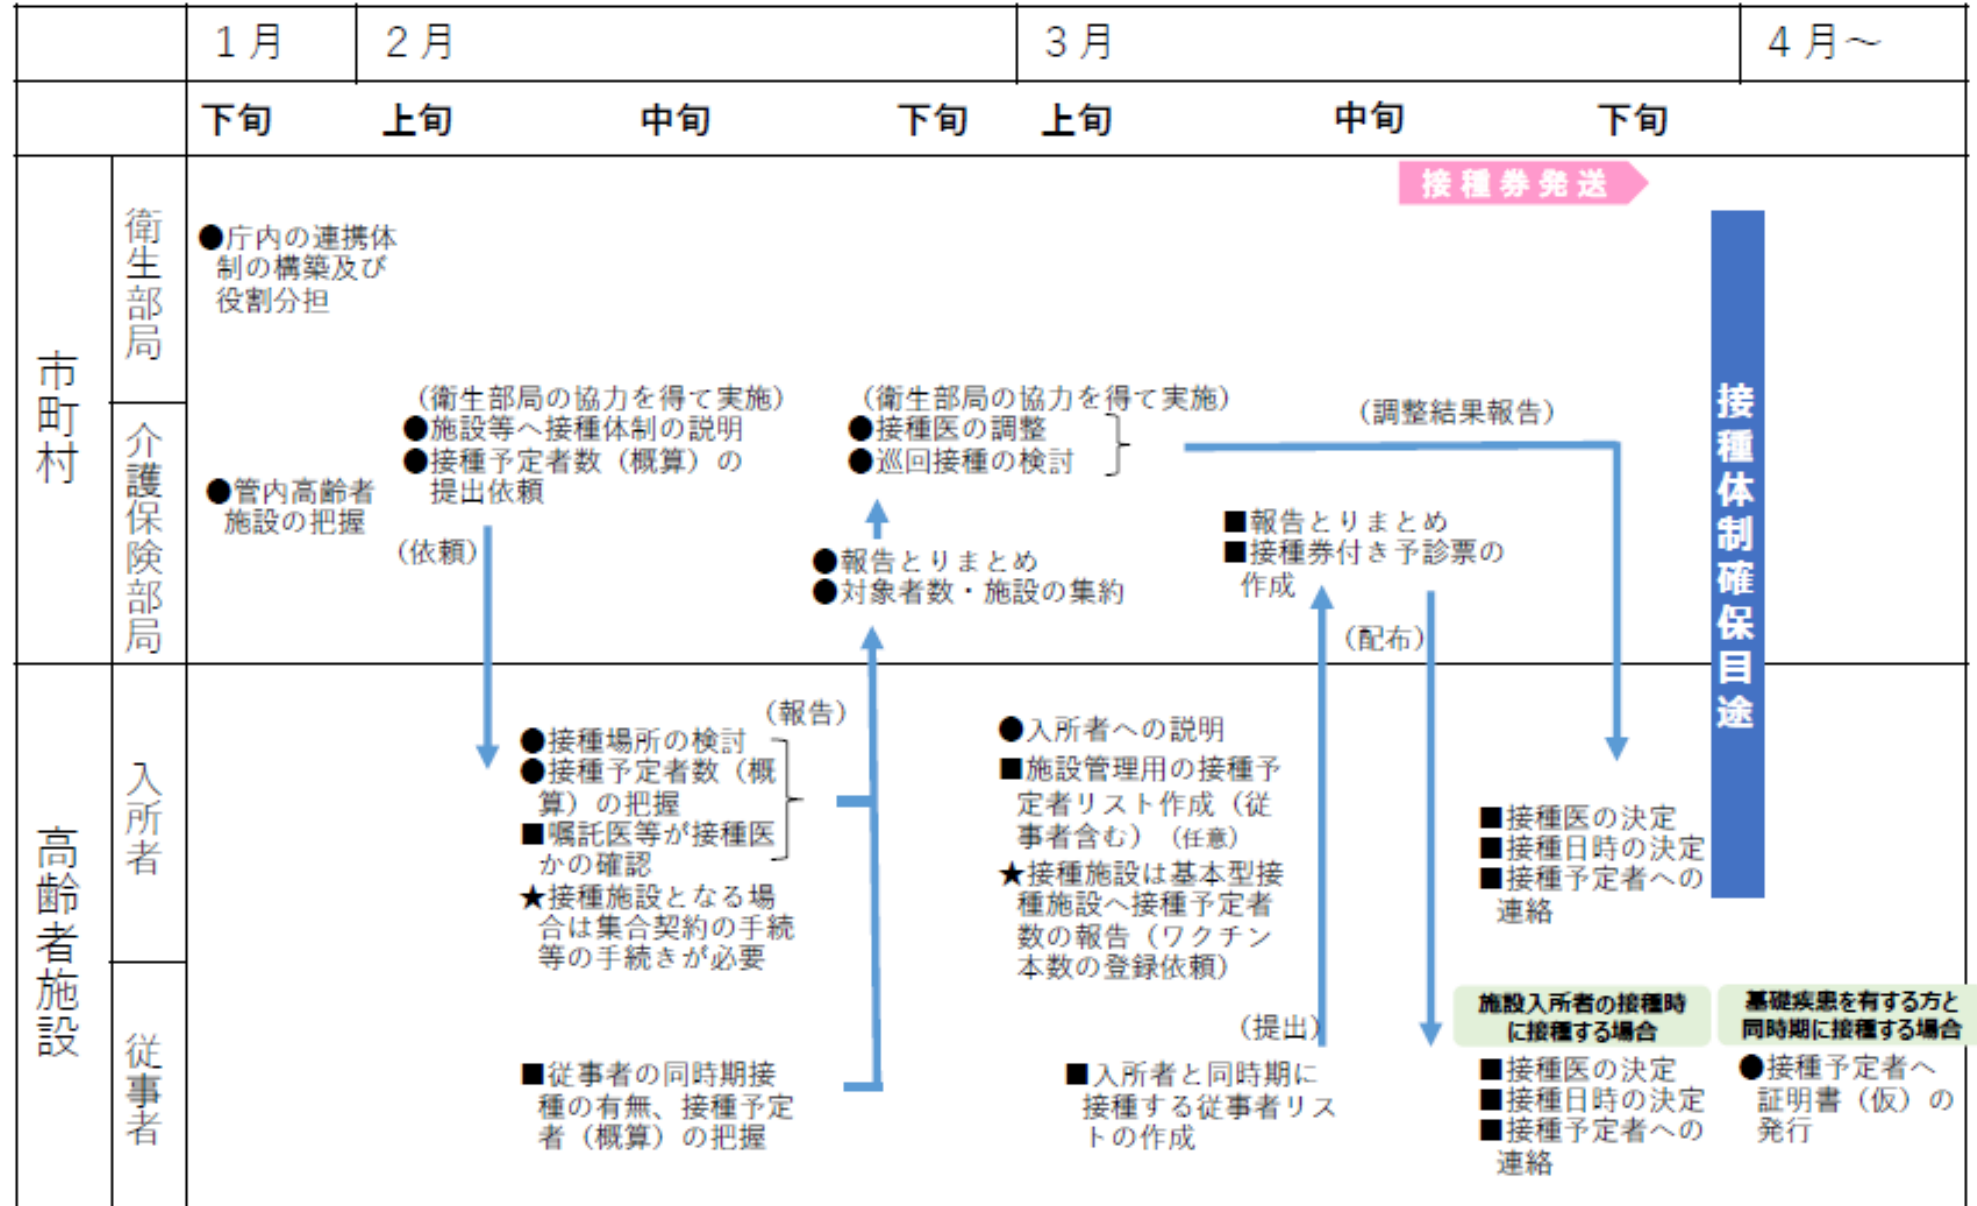 1月
2月
3月
4月～
下旬
上旬
中旬
下旬
上旬
中旬
下旬
市町村
衛生部局
接種券発送
●庁内の連携体
制の構築及び
役割分担
介護保険部局
●管内高齢者
施設の把握
（衛生部局の協力を得て実施）
●施設等へ接種体制の説明
●接種予定者数（概算）の
提出依頼
（依頼）
（衛生部局の協力を得て実施）
●接種医の調整
●巡回接種の検討
●報告とりまとめ
●対象者数・施設の集約
（調整結果報告）
■報告とりまとめ
■接種券付き予診票の
作成
（配布）
接種体制確保目途
高齢者施設
入所者
（報告）
●接種場所の検討
●接種予定者数（概
算）の把握
■嘱託医等が接種医
かの確認
★接種施設となる場
合は集合契約の手続
等の手続きが必要
●入所者への説明
■施設管理用の接種予
定者リスト作成（従
事者含む）（任意）
★接種施設は基本型接
種施設へ接種予定者
数の報告（ワクチン
本数の登録依頼）
■接種医の決定
■接種日時の決定
■接種予定者への
連絡
従事者
■従事者の同時期接
種の有無、接種予定
者（概算）の把握
（提出）
■入所者と同時期に
接種する従事者リス
トの作成
施設入所者の接種時
に接種する場合
■接種医の決定
■接種日時の決定
■接種予定者への
連絡
基礎疾患を有する方と
同時期に接種する場合
●接種予定者へ
証明書（仮）の
発行